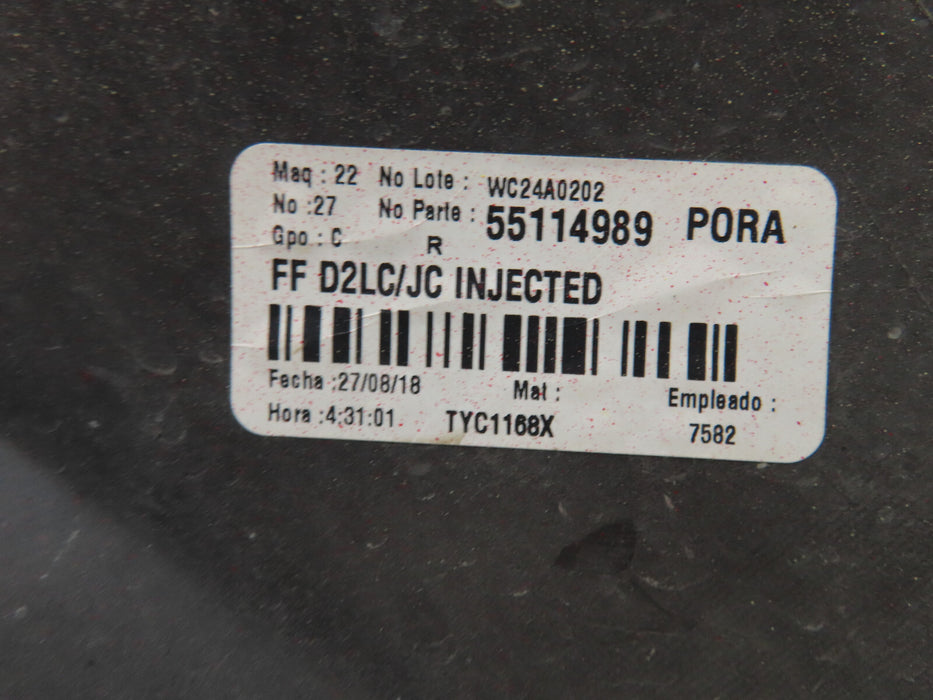 Maq : 22 No Lote : WC24A0202
No :27 No Parte : 55114989 PORA
Gpo : C R
FF D2LC/JC INJECTED
Fecha :27/08/18 Mat : Empleado :
Hora :4:31:01 TYC1168X 7582